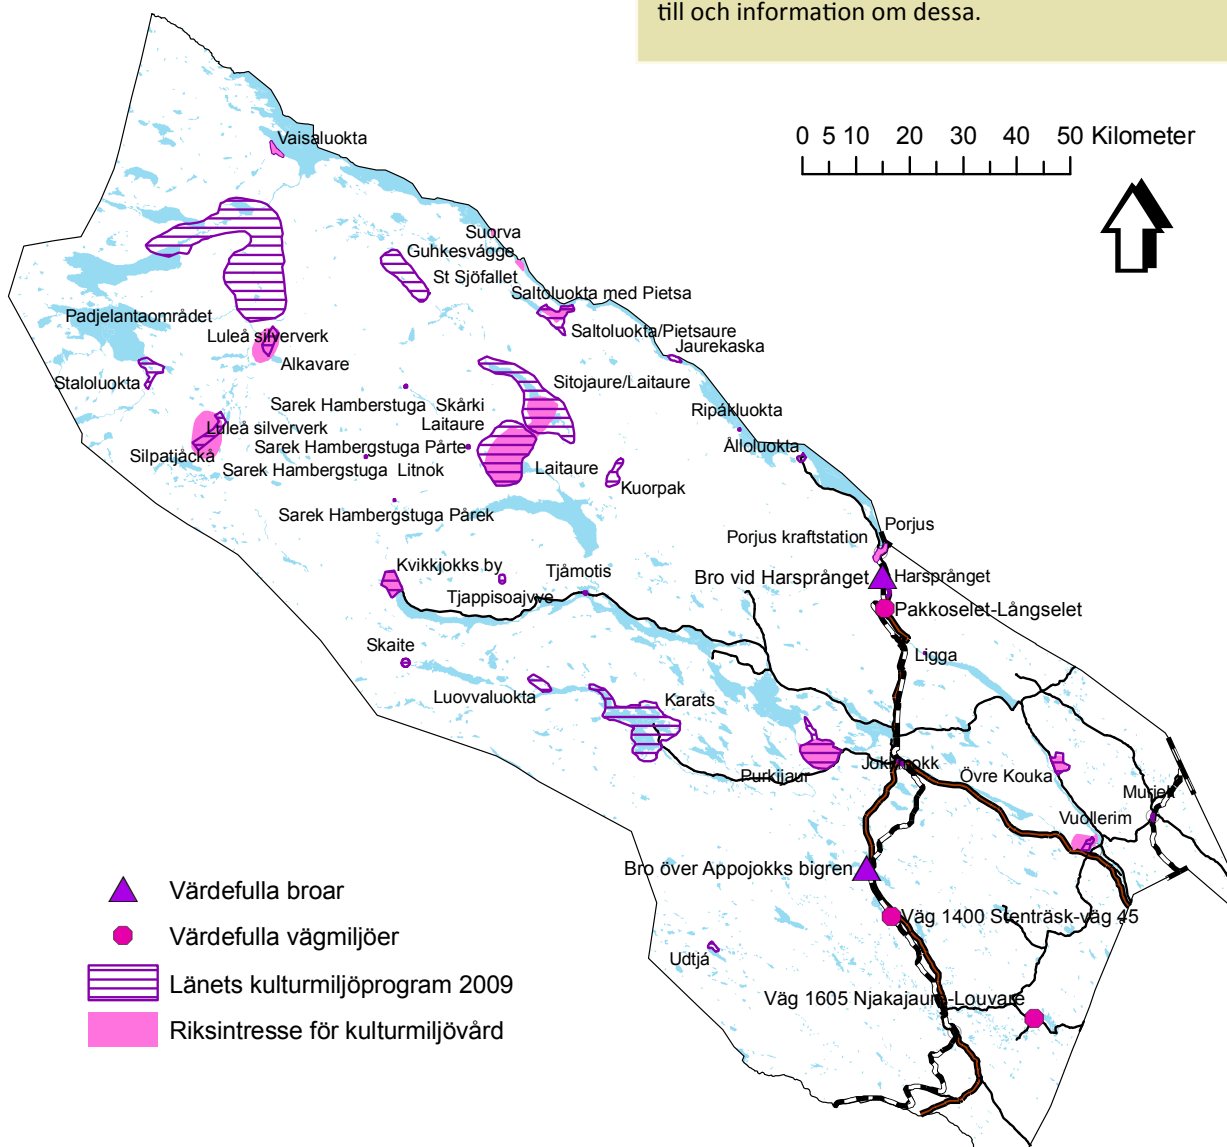 till och information om dessa.
0 5 10 20 30 40 50 Kilometer
Vaisaluokta
Suorva
Guhkesvágge
St Sjöfallet
Saltoluokta med Pietsa
Padjelantaområdet
Luleå silververk
Saltoluokta/Pietsaure
Jaurekaska
Alkavare
Staloluokta
Sitojaure/Laitaure
Sarek Hamberstuga Skårki
Ripákluokta
Laitaure
Luleå silververk
Sarek Hambergstuga Pårte
Ålloluokta
Silpatjåckå
Sarek Hambergstuga Litnok
Laitaure
Kuorpak
Sarek Hambergstuga Pårek
Porjus
Porjus kraftstation
Kvikkjokks by
Tjåmotis
Bro vid Harsprånget
Harsprånget
Tjappisoajvve
Pakkoselet-Långselet
Skaite
Ligga
Luovvaluokta
Karats
Purkijaur
Jokkmokk
Övre Kouka
Murjek
Vuollerim
Bro över Appojokks bigren
Värdefulla broar
Väg 1400 Stenträsk-väg 45
Värdefulla vägmiljöer
Udtjá
Länets kulturmiljöprogram 2009
Väg 1605 Njakajaure-Louvare
Riksintresse för kulturmiljövård